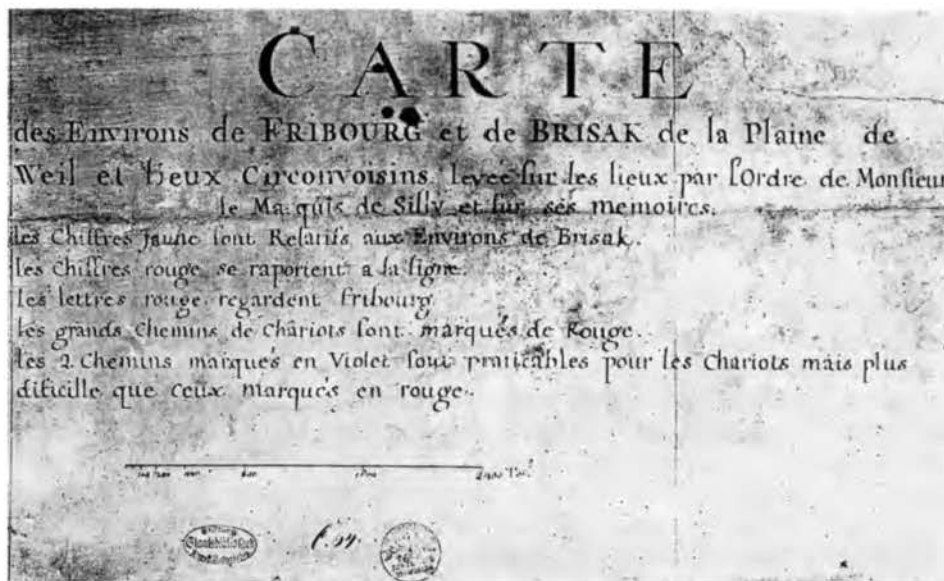 CARTE
des Environs de FRIBOURG et de BRISAK de la Plaine de
Weil et lieux Circonvoisins levée sur les lieux par l'Ordre de Monsieur
le Marquis de Silly et sur ses memoires.
les Chiffres jaune sont Relatifs aux Environs de Brisak.
les Chiffres rouge se raportent a la ligne.
les lettres rouge regardent fribourg
les grands Chemins de Chariots sont marqués de Rouge.
les 2 Chemins marqués en Violet sont praticables pour les Chariots mais plus
dificille que ceux marqués en rouge.